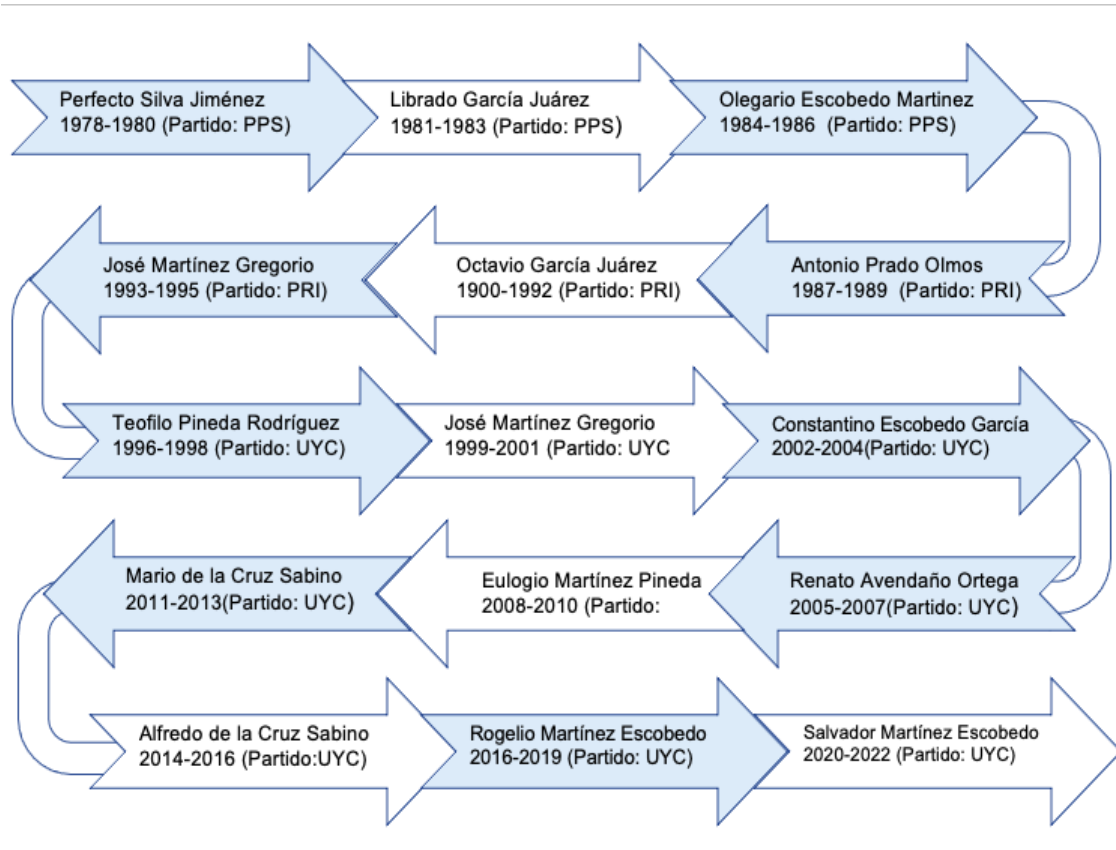 Perfecto Silva Jiménez
1978-1980 (Partido: PPS)
Librado García Juárez
1981-1983 (Partido: PPS)
Olegario Escobedo Martinez
1984-1986 (Partido: PPS)
Antonio Prado Olmos
1987-1989 (Partido: PRI)
Octavio García Juárez
1900-1992 (Partido: PRI)
José Martínez Gregorio
1993-1995 (Partido: PRI)
Teofilo Pineda Rodríguez
1996-1998 (Partido: UYC)
José Martínez Gregorio
1999-2001 (Partido: UYC
Constantino Escobedo García
2002-2004(Partido: UYC)
Renato Avendaño Ortega
2005-2007(Partido: UYC)
Eulogio Martínez Pineda
2008-2010 (Partido:
Mario de la Cruz Sabino
2011-2013(Partido: UYC)
Alfredo de la Cruz Sabino
2014-2016 (Partido:UYC)
Rogelio Martínez Escobedo
2016-2019 (Partido: UYC)
Salvador Martínez Escobedo
2020-2022 (Partido: UYC)